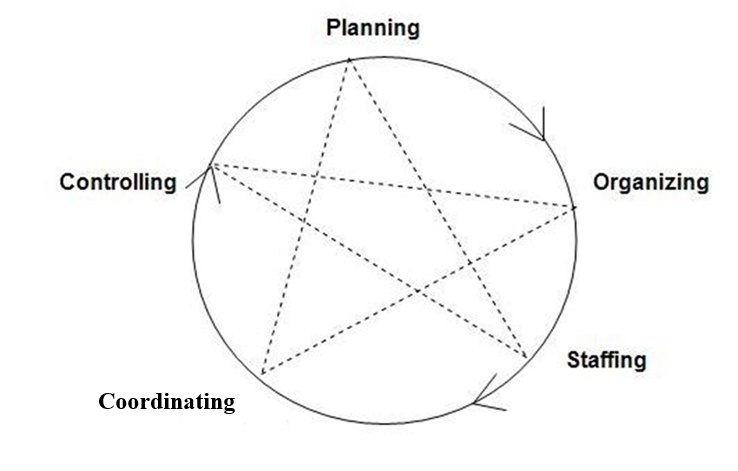 Planning
Controlling
Organizing
Staffing
Coordinating